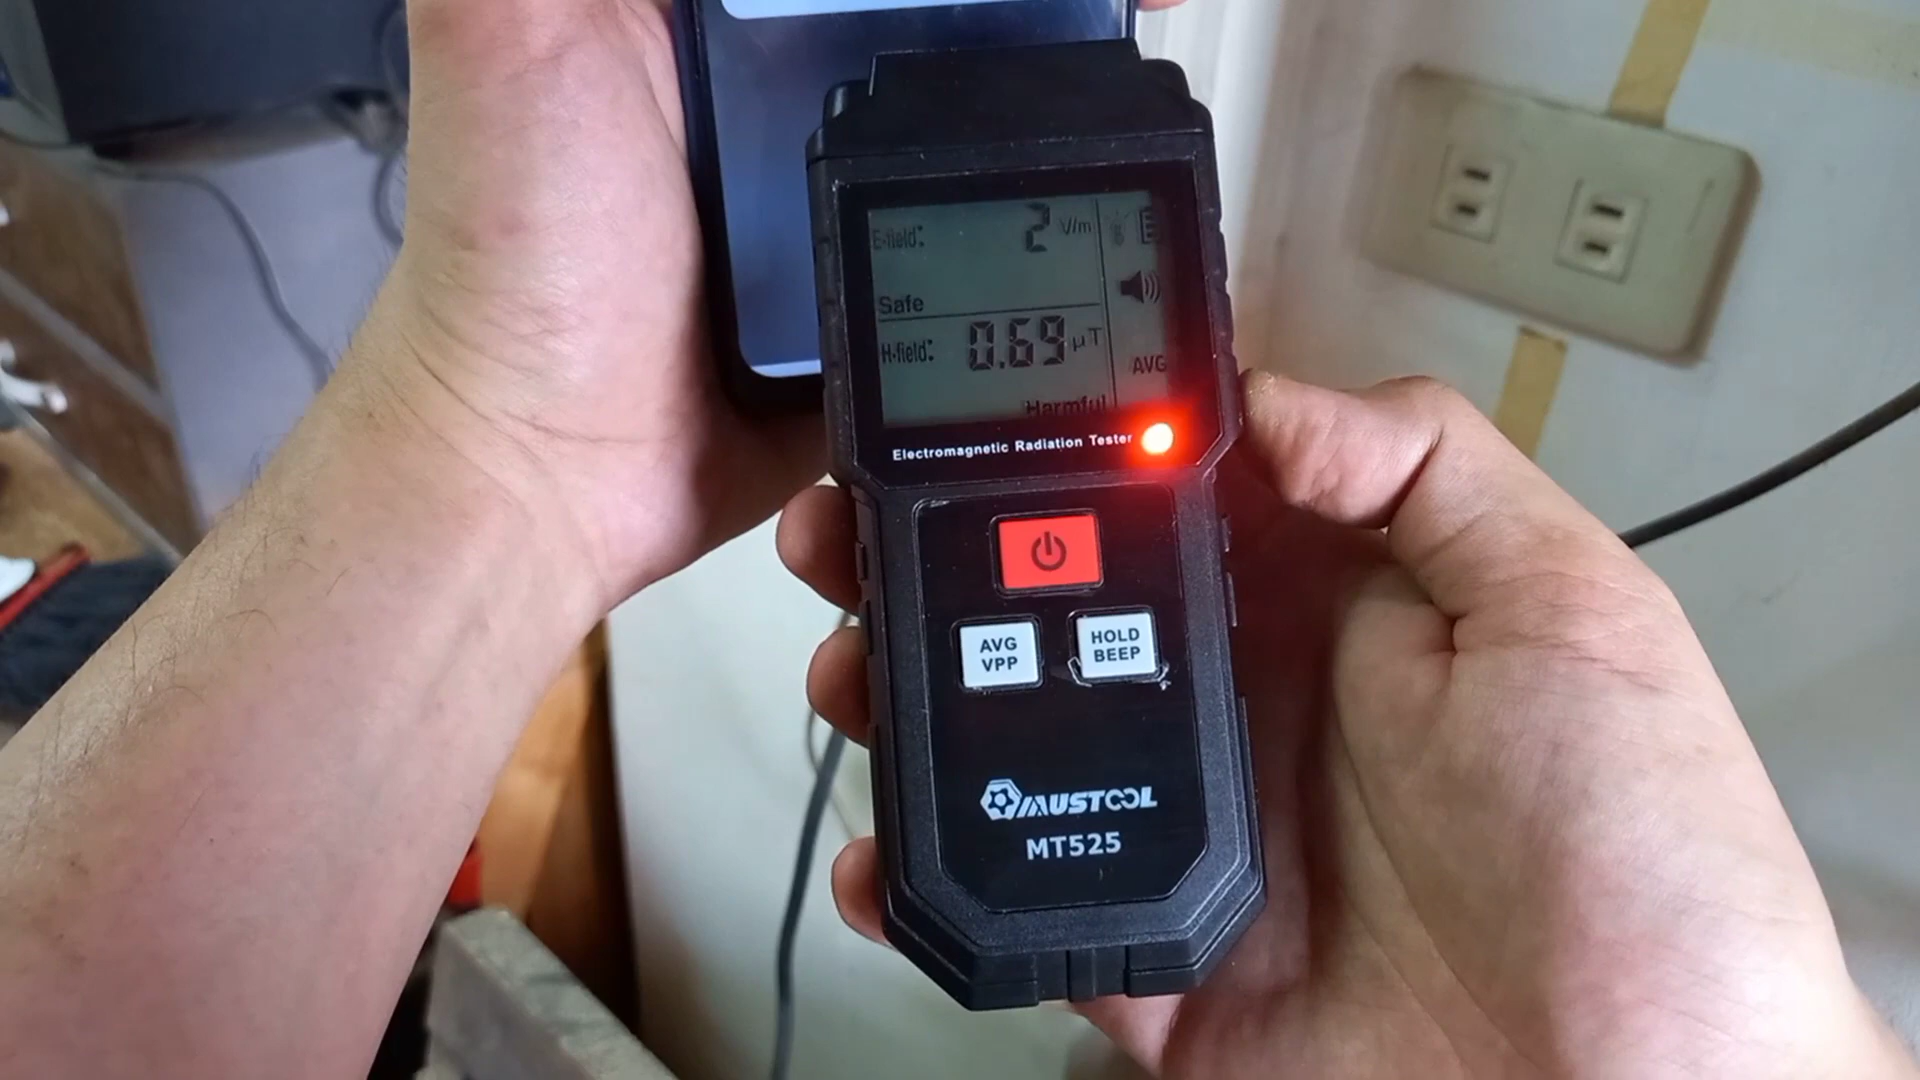 E-field: 2 V/m
Safe
H-field: 0.69 µT
AVG
Harmful
Electromagnetic Radiation Tester
AVG
VPP
HOLD
BEEP
MUSTOOL
MT525